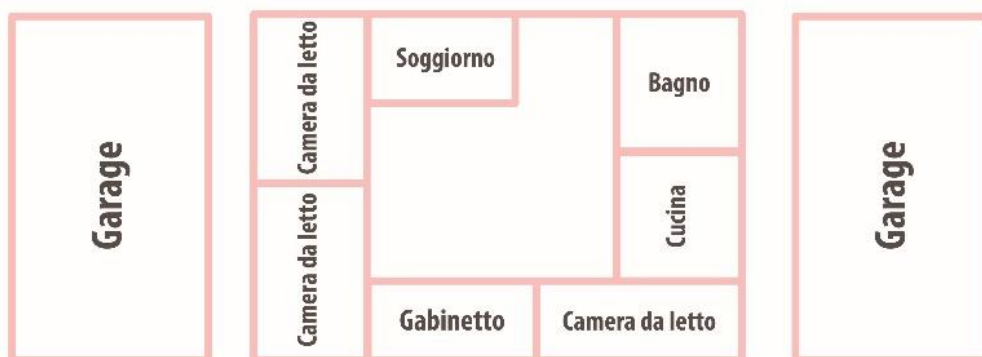 Garage
Camera da letto
Soggiorno
Bagno
Garage
Camera da letto
Cucina
Gabinetto
Camera da letto